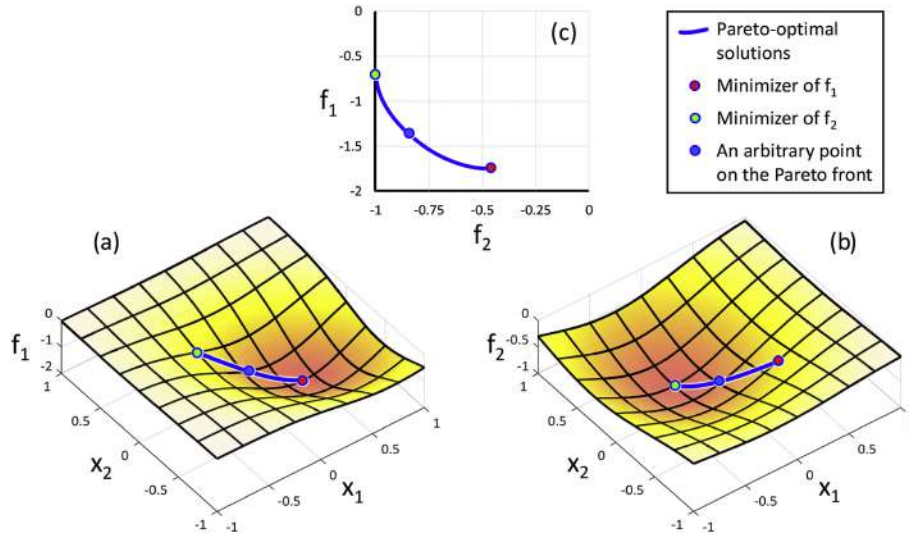 (c)
0
-0.5
-1
-1.5
-2
f1
-1
-0.75
-0.5
-0.25
0
f2
Pareto-optimal
solutions
Minimizer of f1
Minimizer of f2
An arbitrary point
on the Pareto front
(a)
f1
0
-1
-2
1
0.5
0
-0.5
-1
x2
-1
-0.5
0
0.5
1
x1
(b)
f2
0
-0.5
-1
1
0.5
0
-0.5
-1
x2
-1
-0.5
0
0.5
1
x1